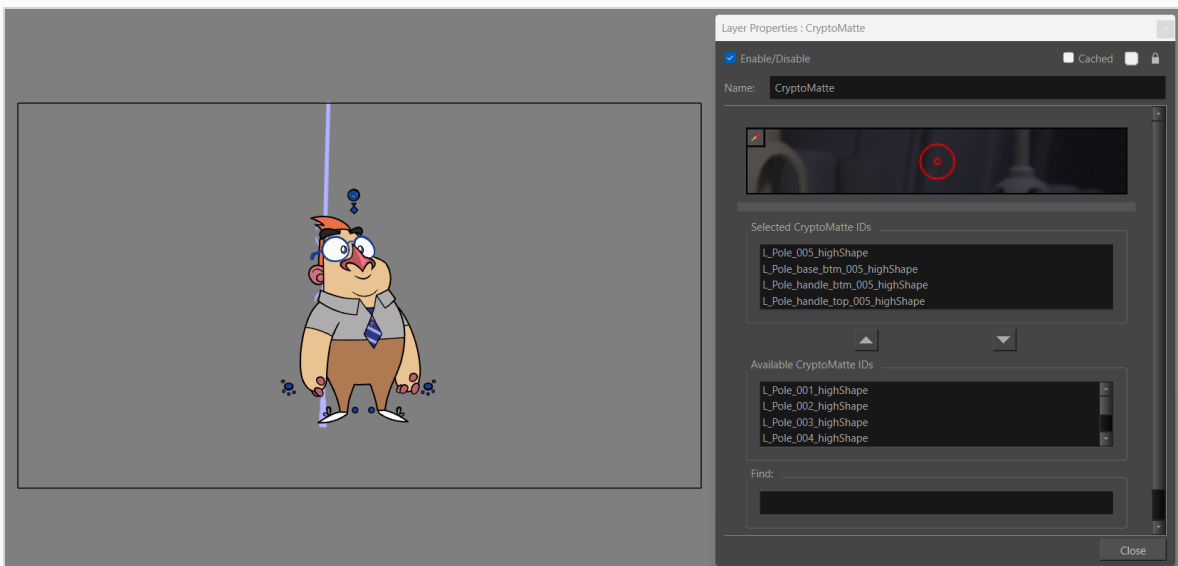 Layer Properties : CryptoMatte
Enable/Disable
Cached
Name:
CryptoMatte
Selected CryptoMatte IDs
L_Pole_005_highShape
L_Pole_base_btm_005_highShape
L_Pole_handle_btm_005_highShape
L_Pole_handle_top_005_highShape
Available CryptoMatte IDs
L_Pole_001_highShape
L_Pole_002_highShape
L_Pole_003_highShape
L_Pole_004_highShape
Find:
Close